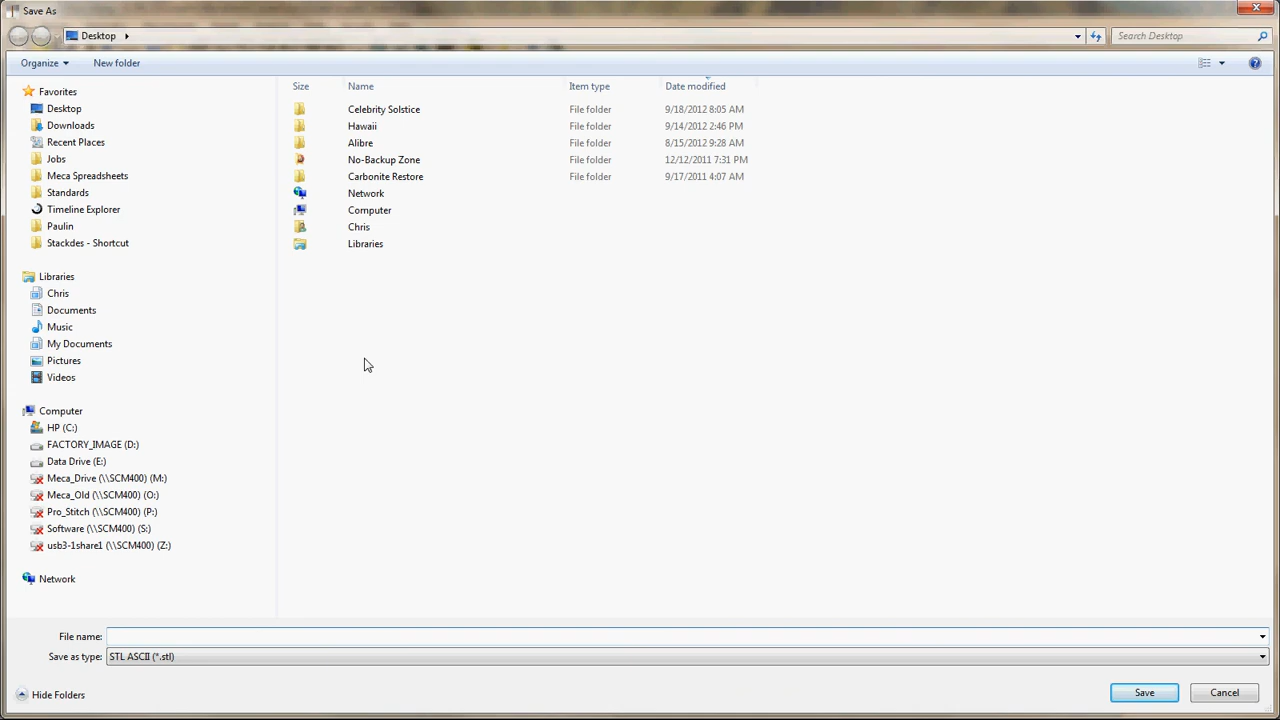 Save As
Desktop
Search Desktop
Organize
New folder
Favorites
Desktop
Downloads
Recent Places
Jobs
Meca Spreadsheets
Standards
Timeline Explorer
Paulin
Stackdes - Shortcut
Libraries
Chris
Documents
Music
My Documents
Pictures
Videos
Computer
HP (C:)
FACTORY_IMAGE (D:)
Data Drive (E:)
Meca_Drive (\\SCM400) (M:)
Meca_Old (\\SCM400) (O:)
Pro_Stitch (\\SCM400) (P:)
Software (\\SCM400) (S:)
usb3-1share1 (\\SCM400) (Z:)
Network
Size Name Item type Date modified
Celebrity Solstice File folder 9/18/2012 8:05 AM
Hawaii File folder 9/14/2012 2:46 PM
Alibre File folder 8/15/2012 9:28 AM
No-Backup Zone File folder 12/12/2011 7:31 PM
Carbonite Restore File folder 9/17/2011 4:07 AM
Network
Computer
Chris
Libraries
File name:
Save as type: STL ASCII (*.stl)
Hide Folders
Save
Cancel